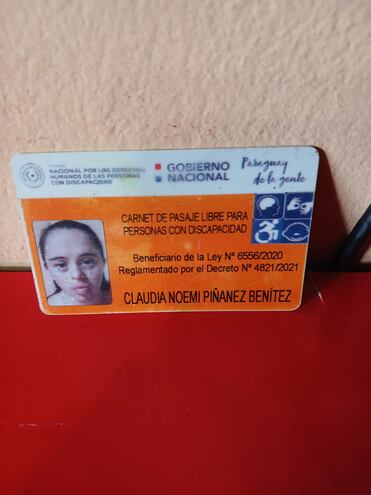 NACIONAL POR LOS DERECHOS
HUMANOS DE LAS PERSONAS
CON DISCAPACIDAD
GOBIERNO
NACIONAL
Paraguay
de la gente
CARNET DE PASAJE LIBRE PARA
PERSONAS CON DISCAPACIDAD
Beneficiario de la Ley N° 6556/2020
Reglamentado por el Decreto N° 4821/2021
CLAUDIA NOEMI PIÑANEZ BENÍTEZ